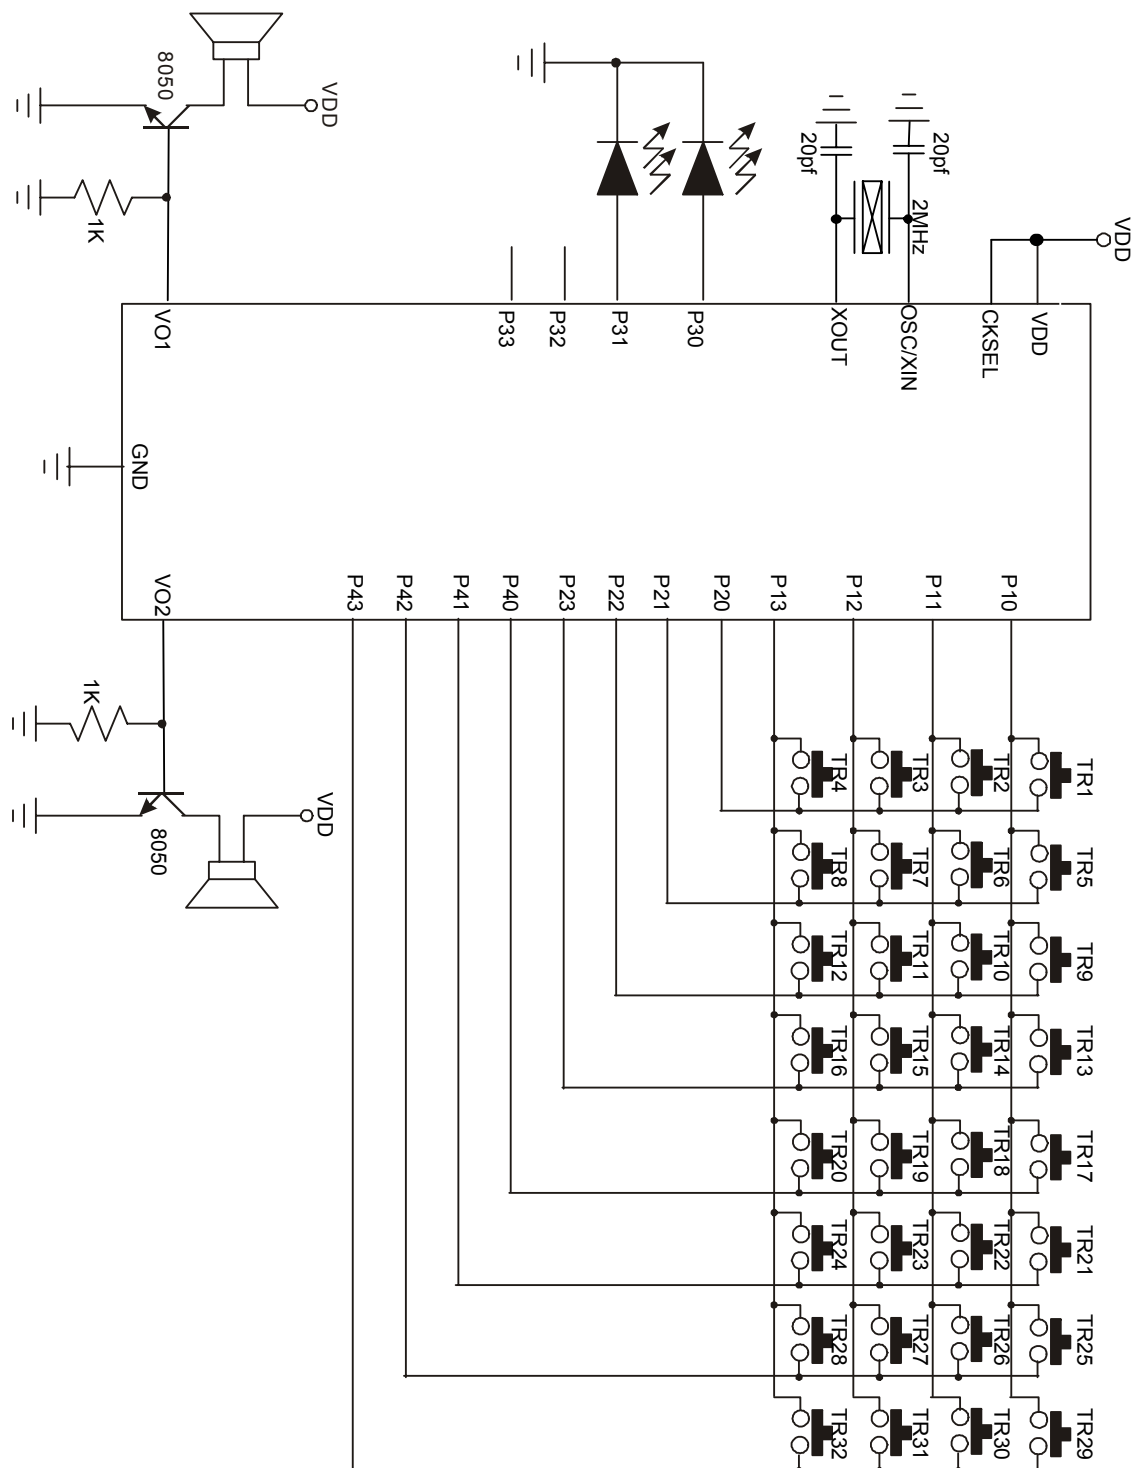 8050
VDD
1K
20pf
20pf
2MHz
VDD
VO1
P33
P32
P31
P30
XOUT
OSC/XIN
CKSEL
VDD
GND
VO2
P43
P42
P41
P40
P23
P22
P21
P20
P13
P12
P11
P10
1K
8050
VDD
TR4
TR3
TR2
TR1
TR8
TR7
TR6
TR5
TR12
TR11
TR10
TR9
TR16
TR15
TR14
TR13
TR20
TR19
TR18
TR17
TR24
TR23
TR22
TR21
TR28
TR27
TR26
TR25
TR32
TR31
TR30
TR29